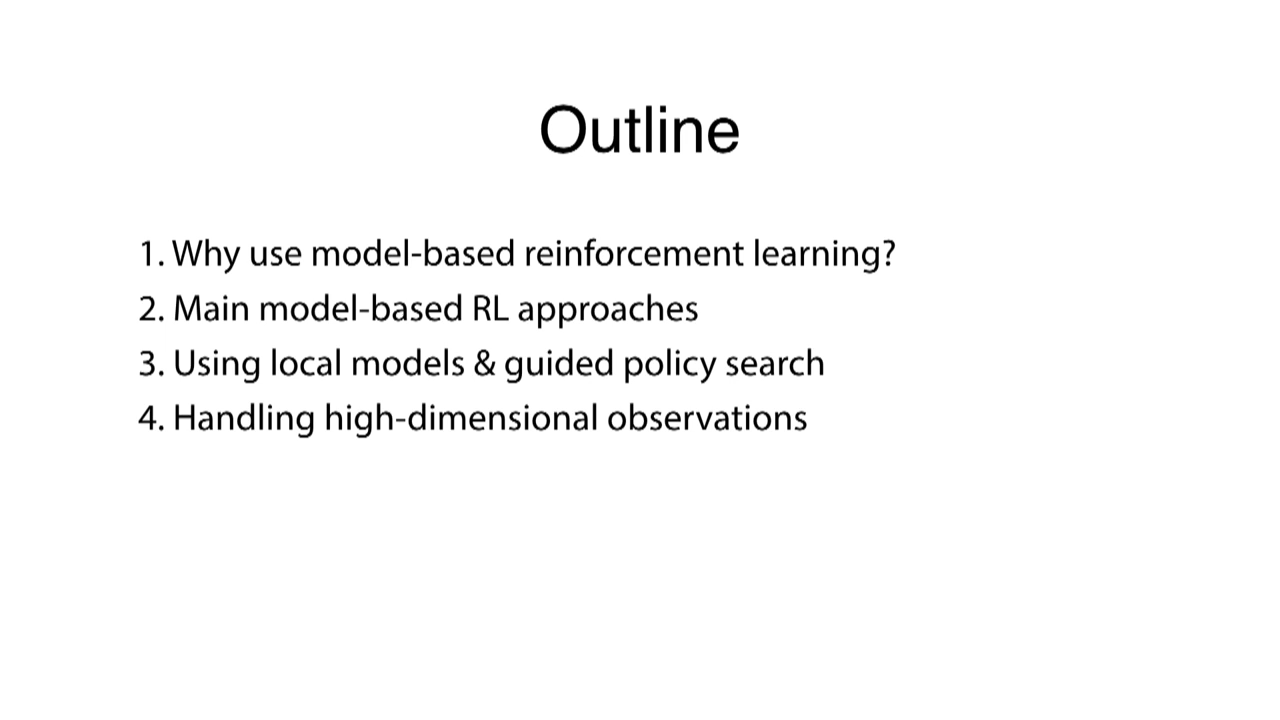 Outline
1. Why use model-based reinforcement learning?
2. Main model-based RL approaches
3. Using local models & guided policy search
4. Handling high-dimensional observations